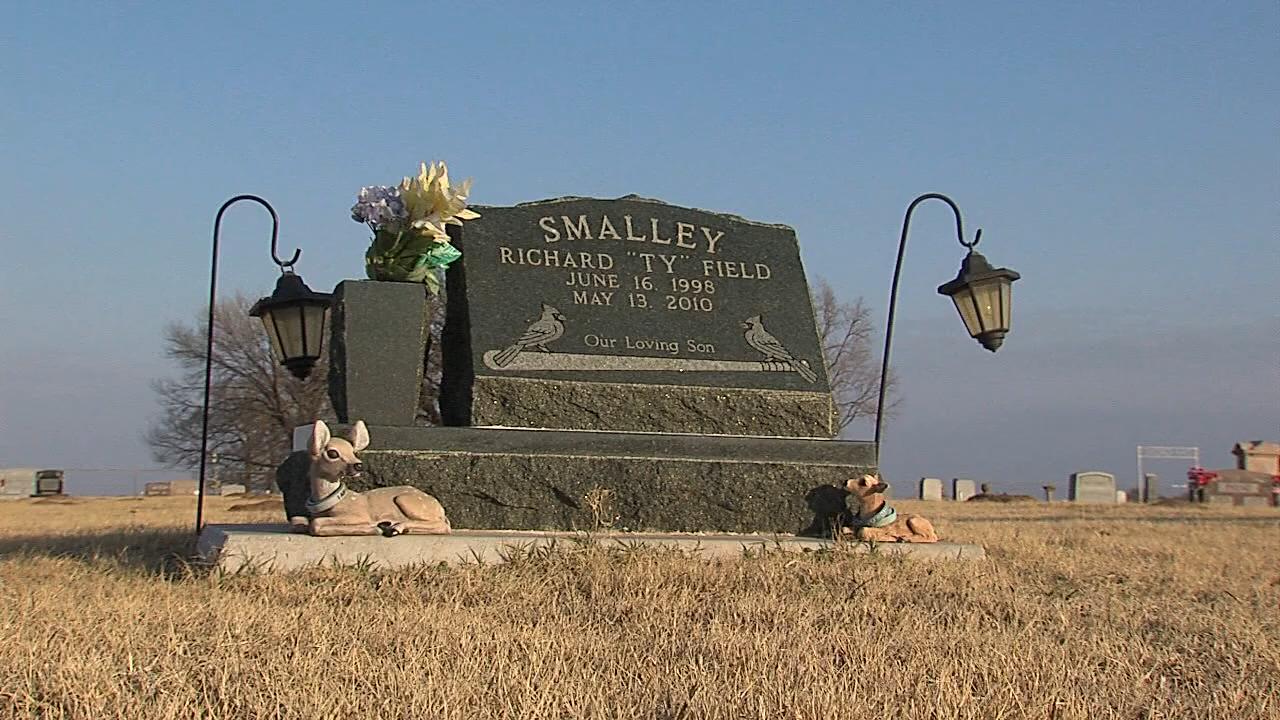 SMALLEY
RICHARD "TY" FIELD
JUNE 16. 1998
MAY 13. 2010
Our Loving Son